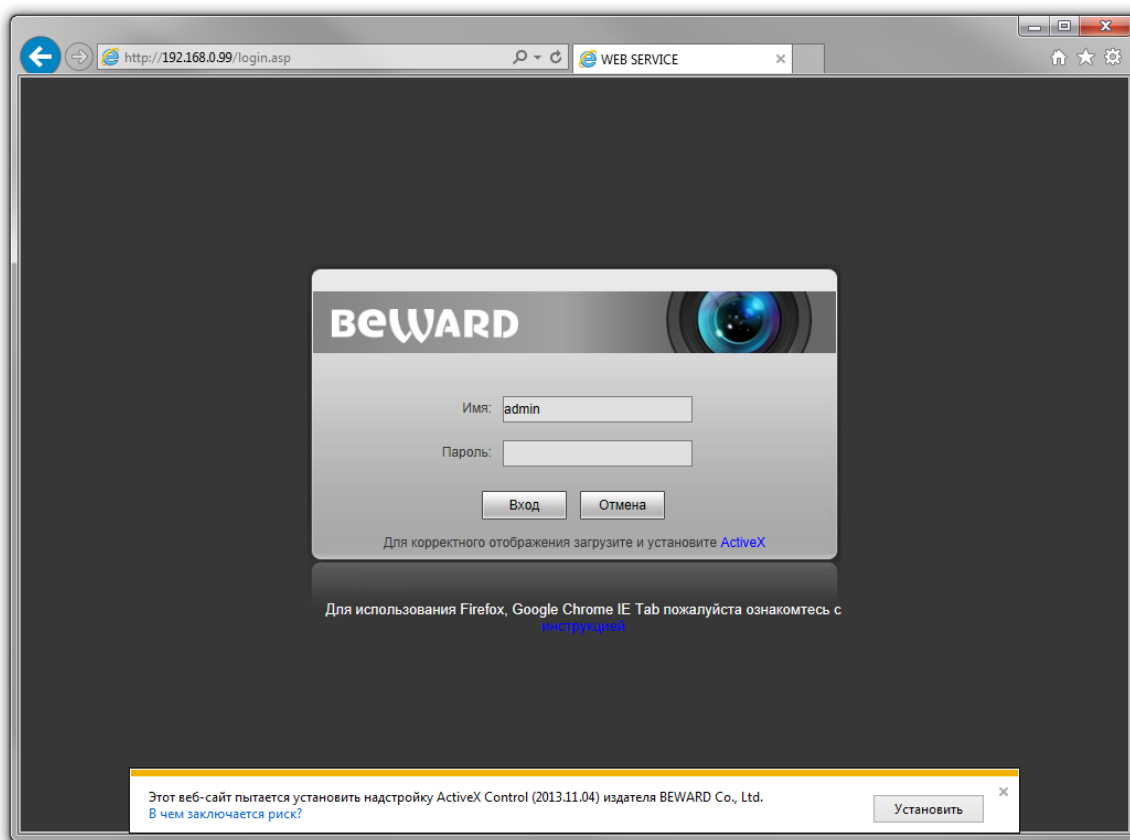 http://192.168.0.99/login.asp
WEB SERVICE
BEWARD
Имя: admin
Пароль:
Вход Отмена
Для корректного отображения загрузите и установите ActiveX
Для использования Firefox, Google Chrome IE Tab пожалуйста ознакомтесь с
инструкцией
Этот веб-сайт пытается установить надстройку ActiveX Control (2013.11.04) издателя BEWARD Co., Ltd.
В чем заключается риск?
Установить